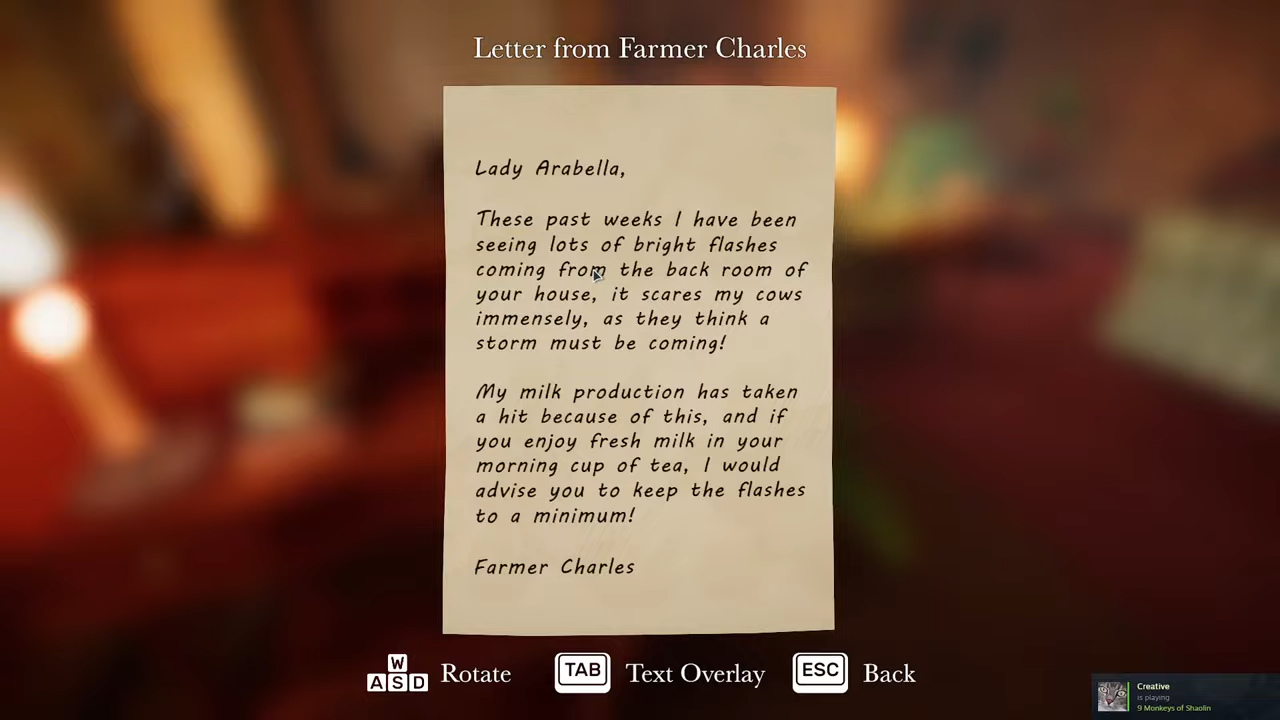 Letter from Farmer Charles
Lady Arabella,
These past weeks I have been
seeing lots of bright flashes
coming from the back room of
your house, it scares my cows
immensely, as they think a
storm must be coming!
My milk production has taken
a hit because of this, and if
you enjoy fresh milk in your
morning cup of tea, I would
advise you to keep the flashes
to a minimum!
Farmer Charles
W
A S D Rotate TAB Text Overlay ESC Back
Creative
is playing
9 Monkeys of Shaolin